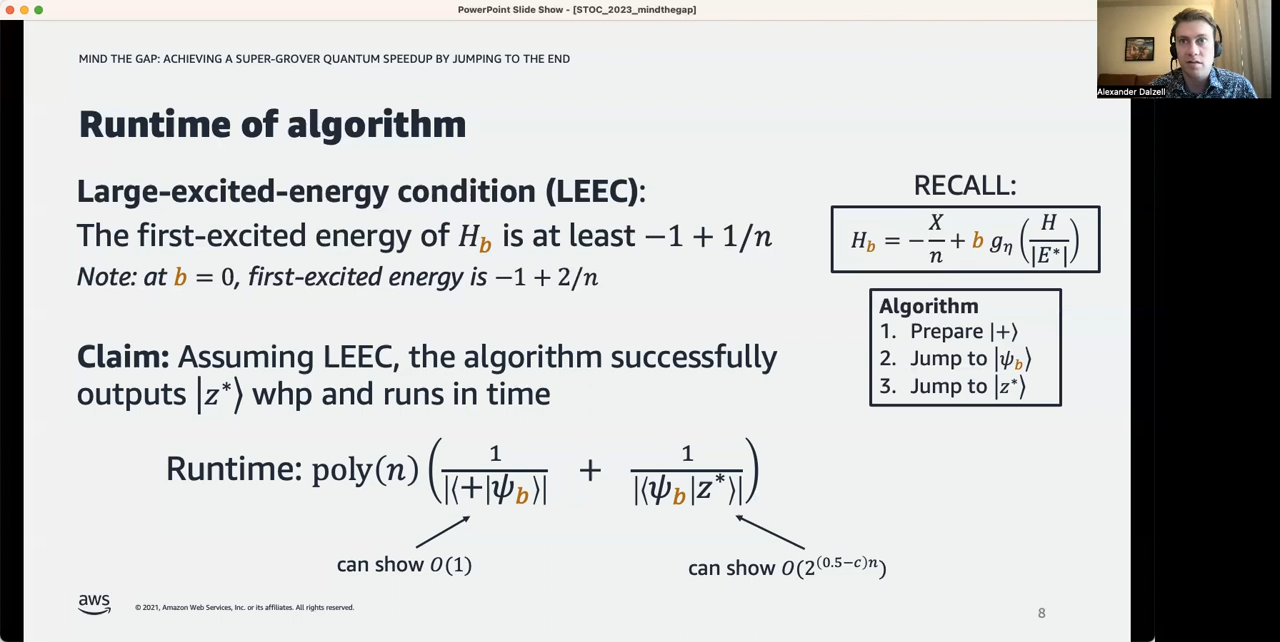 PowerPoint Slide Show - [STOC_2023_mindthegap]
Alexander Dalzell
MIND THE GAP: ACHIEVING A SUPER-GROVER QUANTUM SPEEDUP BY JUMPING TO THE END
Runtime of algorithm
Large-excited-energy condition (LEEC):
The first-excited energy of H_b is at least −1 + 1/n
Note: at b = 0, first-excited energy is −1 + 2/n
RECALL:
H_b = −X/n + b g_η(H/|E*|)
Algorithm
1. Prepare |+⟩
2. Jump to |ψ_b⟩
3. Jump to |z*⟩
Claim: Assuming LEEC, the algorithm successfully
outputs |z*⟩ whp and runs in time
Runtime: poly(n) (1/|⟨+|ψ_b⟩| + 1/|⟨ψ_b|z*⟩|)
can show O(1)
can show O(2^{(0.5−c)n})
aws
© 2021, Amazon Web Services, Inc. or its affiliates. All rights reserved.
8